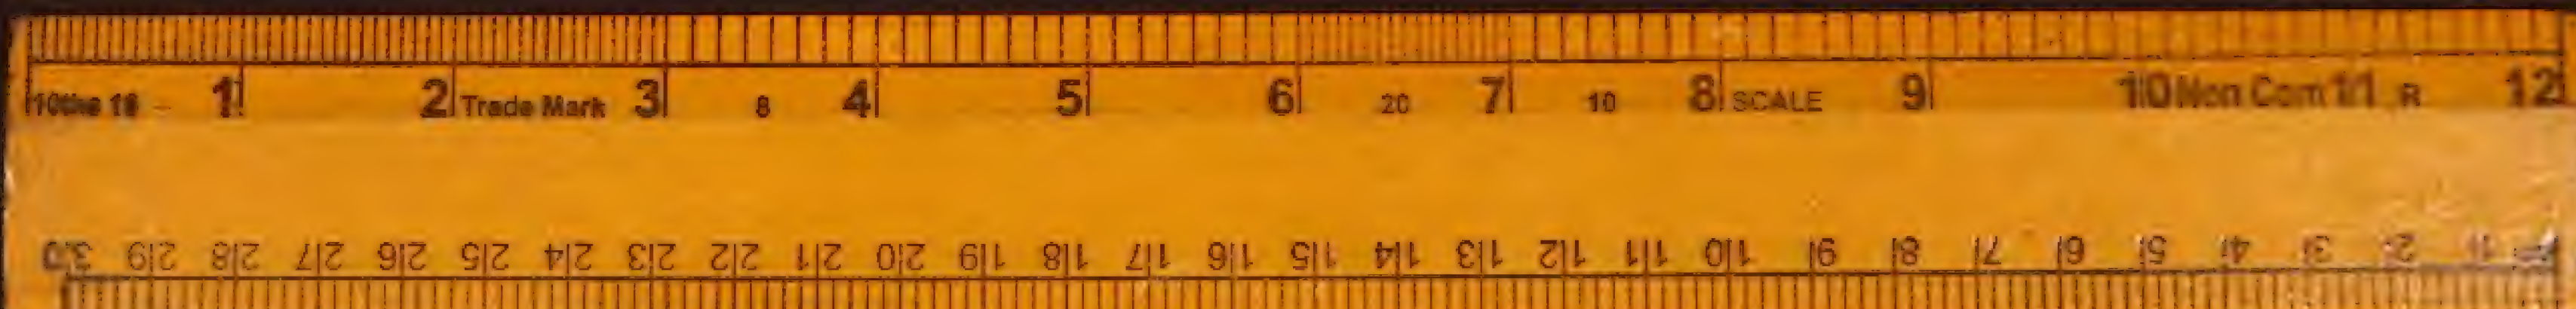 10ths 16 1 2 Trade Mark 3 8 4 5 6 20 7 10 8 SCALE 9 10 Non Com 11 R 12
30 29 28 27 26 25 24 23 22 21 20 19 18 17 16 15 14 13 12 11 10 9 8 7 6 5 4 3 2 1